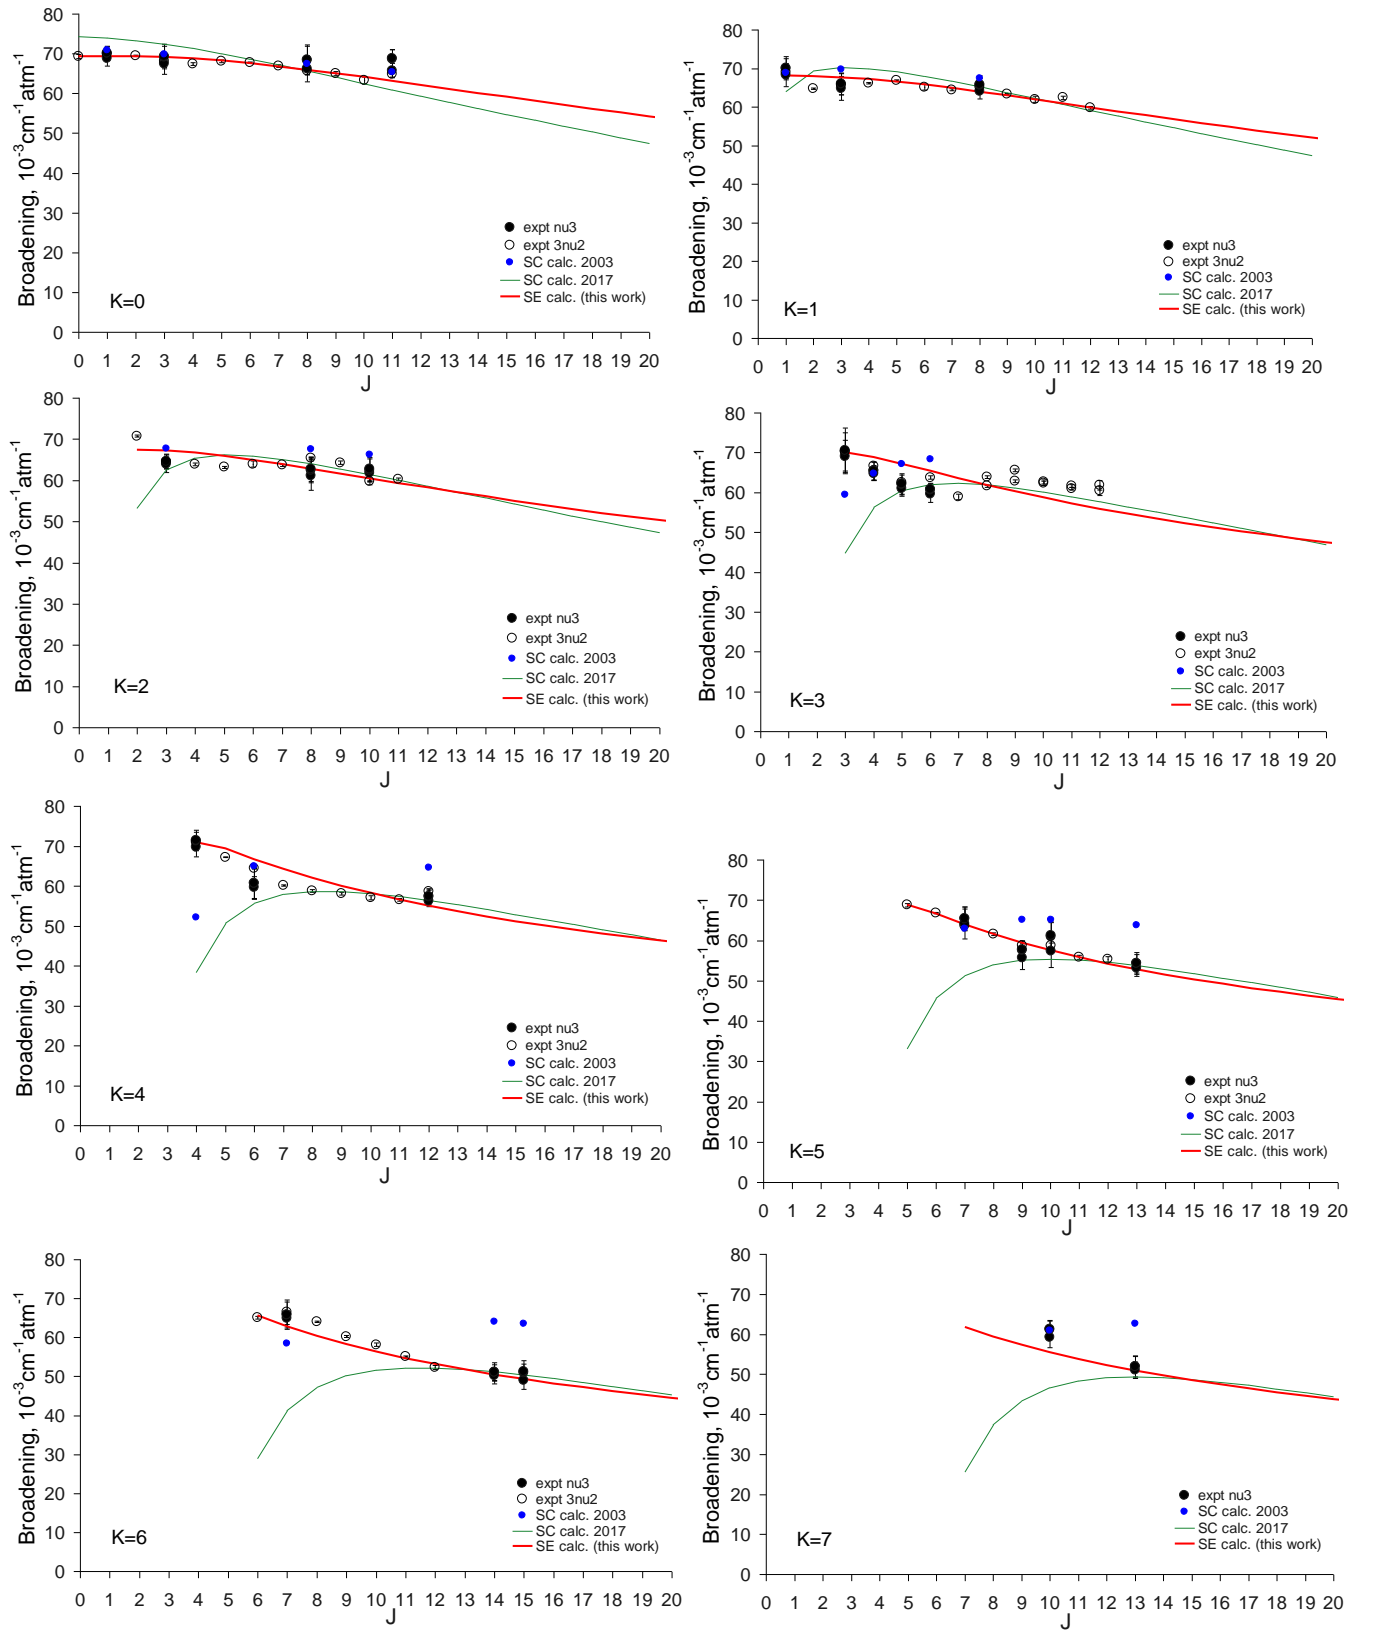 Broadening, 10⁻³cm⁻¹atm⁻¹
80
70
60
50
40
30
20
10
0
expt nu3
expt 3nu2
SC calc. 2003
SC calc. 2017
SE calc. (this work)
K=0
0 1 2 3 4 5 6 7 8 9 10 11 12 13 14 15 16 17 18 19 20
J
Broadening, 10⁻³cm⁻¹atm⁻¹
80
70
60
50
40
30
20
10
0
expt nu3
expt 3nu2
SC calc. 2003
SC calc. 2017
SE calc. (this work)
K=1
0 1 2 3 4 5 6 7 8 9 10 11 12 13 14 15 16 17 18 19 20
J
Broadening, 10⁻³cm⁻¹atm⁻¹
80
70
60
50
40
30
20
10
0
expt nu3
expt 3nu2
SC calc. 2003
SC calc. 2017
SE calc. (this work)
K=2
0 1 2 3 4 5 6 7 8 9 10 11 12 13 14 15 16 17 18 19 20
J
Broadening, 10⁻³cm⁻¹atm⁻¹
80
70
60
50
40
30
20
10
0
expt nu3
expt 3nu2
SC calc. 2003
SC calc. 2017
SE calc. (this work)
K=3
0 1 2 3 4 5 6 7 8 9 10 11 12 13 14 15 16 17 18 19 20
J
Broadening, 10⁻³cm⁻¹atm⁻¹
80
70
60
50
40
30
20
10
0
expt nu3
expt 3nu2
SC calc. 2003
SC calc. 2017
SE calc. (this work)
K=4
0 1 2 3 4 5 6 7 8 9 10 11 12 13 14 15 16 17 18 19 20
J
Broadening, 10⁻³cm⁻¹atm⁻¹
80
70
60
50
40
30
20
10
0
expt nu3
expt 3nu2
SC calc. 2003
SC calc. 2017
SE calc. (this work)
K=5
0 1 2 3 4 5 6 7 8 9 10 11 12 13 14 15 16 17 18 19 20
J
Broadening, 10⁻³cm⁻¹atm⁻¹
80
70
60
50
40
30
20
10
0
expt nu3
expt 3nu2
SC calc. 2003
SC calc. 2017
SE calc. (this work)
K=6
0 1 2 3 4 5 6 7 8 9 10 11 12 13 14 15 16 17 18 19 20
J
Broadening, 10⁻³cm⁻¹atm⁻¹
80
70
60
50
40
30
20
10
0
expt nu3
SC calc. 2003
SC calc. 2017
SE calc. (this work)
K=7
0 1 2 3 4 5 6 7 8 9 10 11 12 13 14 15 16 17 18 19 20
J